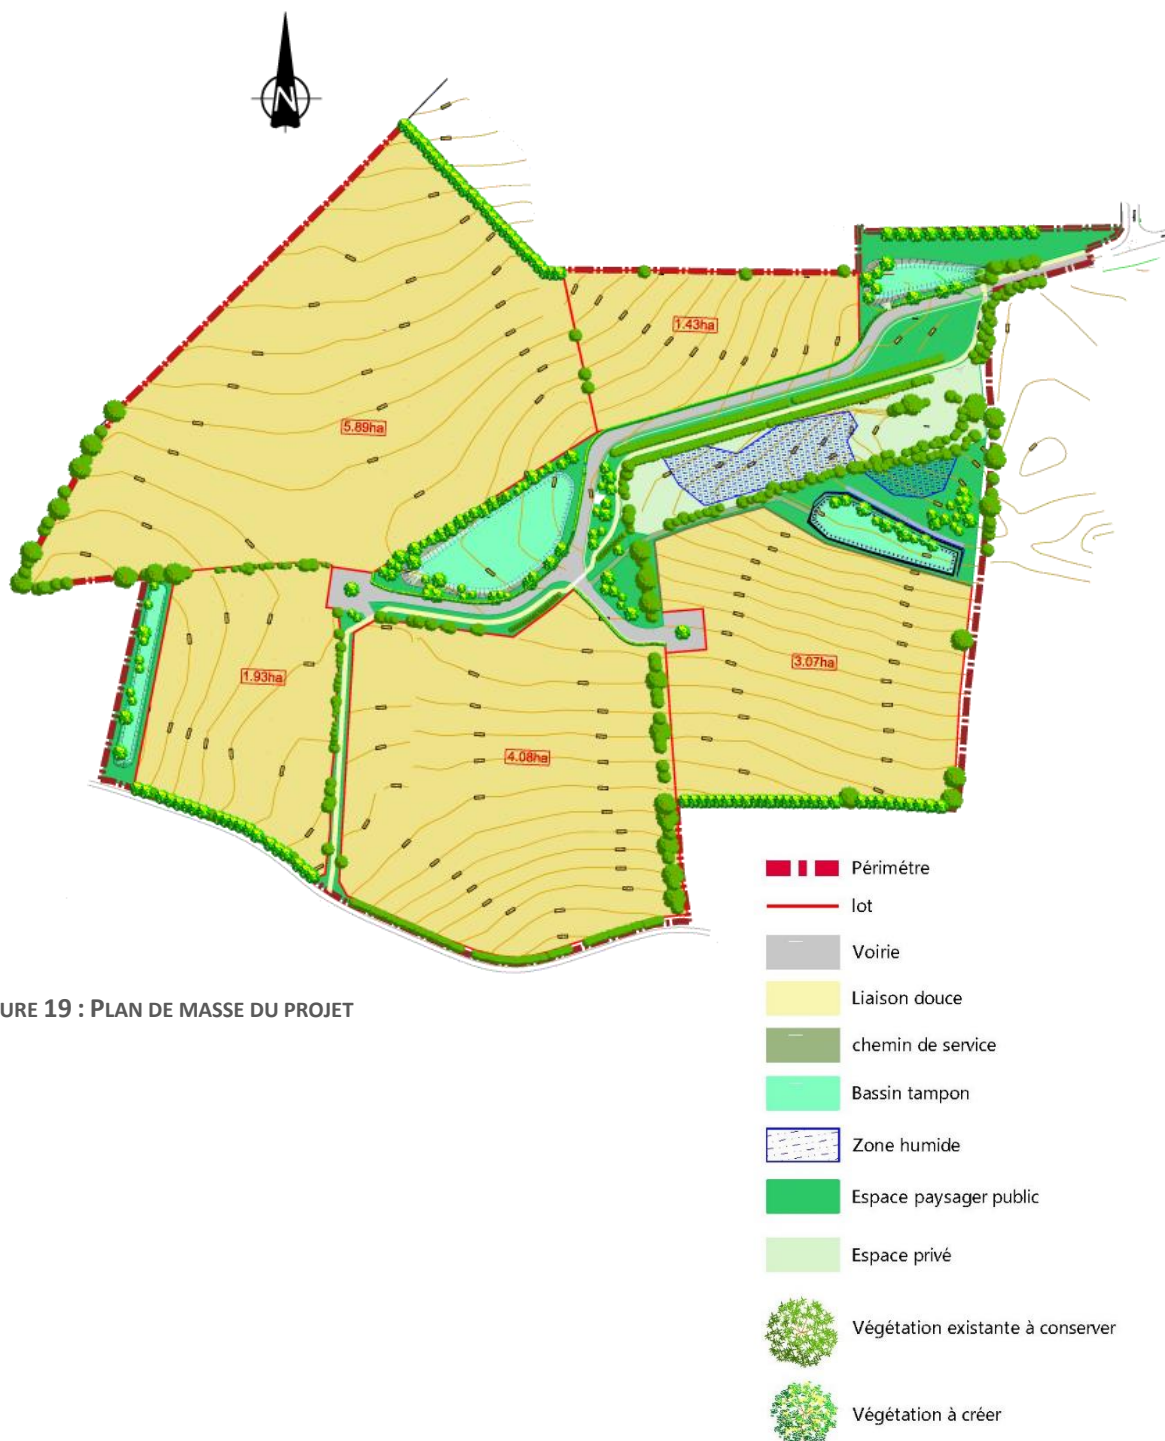 N
1.43ha
5.89ha
3.07ha
1.93ha
4.08ha
URE 19 : PLAN DE MASSE DU PROJET
Périmétre
lot
Voirie
Liaison douce
chemin de service
Bassin tampon
Zone humide
Espace paysager public
Espace privé
Végétation existante à conserver
Végétation à créer